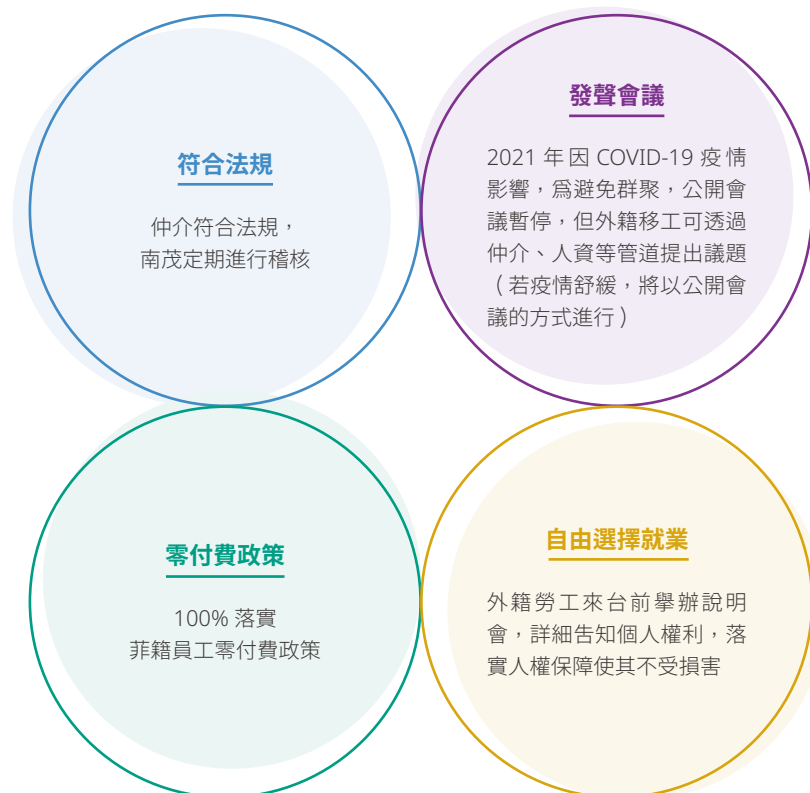 符合法規
仲介符合法規，
南茂定期進行稽核
發聲會議
2021 年因 COVID-19 疫情
影響，為避免群聚，公開會
議暫停，但外籍移工可透過
仲介、人資等管道提出議題
（若疫情舒緩，將以公開會
議的方式進行）
零付費政策
100% 落實
菲籍員工零付費政策
自由選擇就業
外籍勞工來台前舉辦說明
會，詳細告知個人權利，落
實人權保障使其不受損害